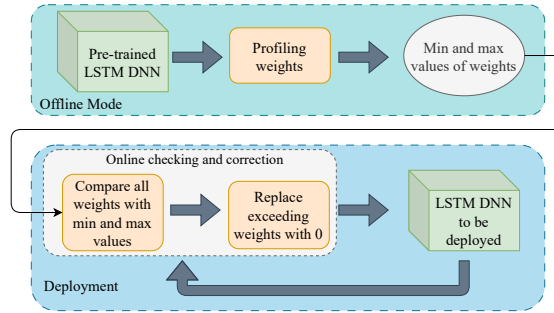 Pre-trained
LSTM DNN
Profiling
weights
Min and max
values of weights
Offline Mode
Online checking and correction
Compare all
weights with
min and max
values
Replace
exceeding
weights with 0
LSTM DNN
to be
deployed
Deployment